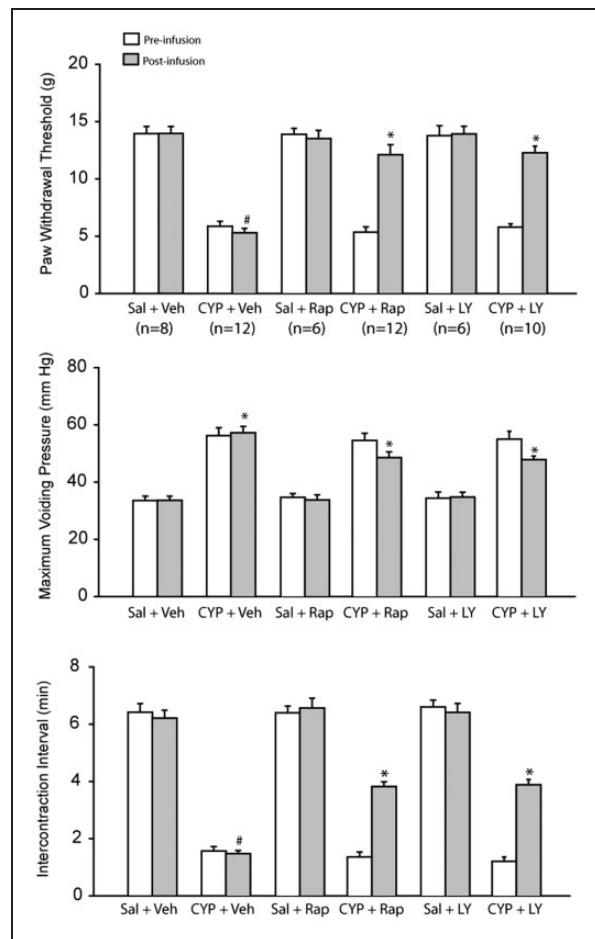 Pre-infusion
Post-infusion
Paw Withdrawal Threshold (g)
20
15
10
5
0
*
*
#
Sal + Veh CYP + Veh Sal + Rap CYP + Rap Sal + LY CYP + LY
(n=8) (n=12) (n=6) (n=12) (n=6) (n=10)
Maximum Voiding Pressure (mm Hg)
80
60
40
20
0
*
*
*
Sal + Veh CYP + Veh Sal + Rap CYP + Rap Sal + LY CYP + LY
Intercontraction Interval (min)
8
6
4
2
0
#
*
*
Sal + Veh CYP + Veh Sal + Rap CYP + Rap Sal + LY CYP + LY